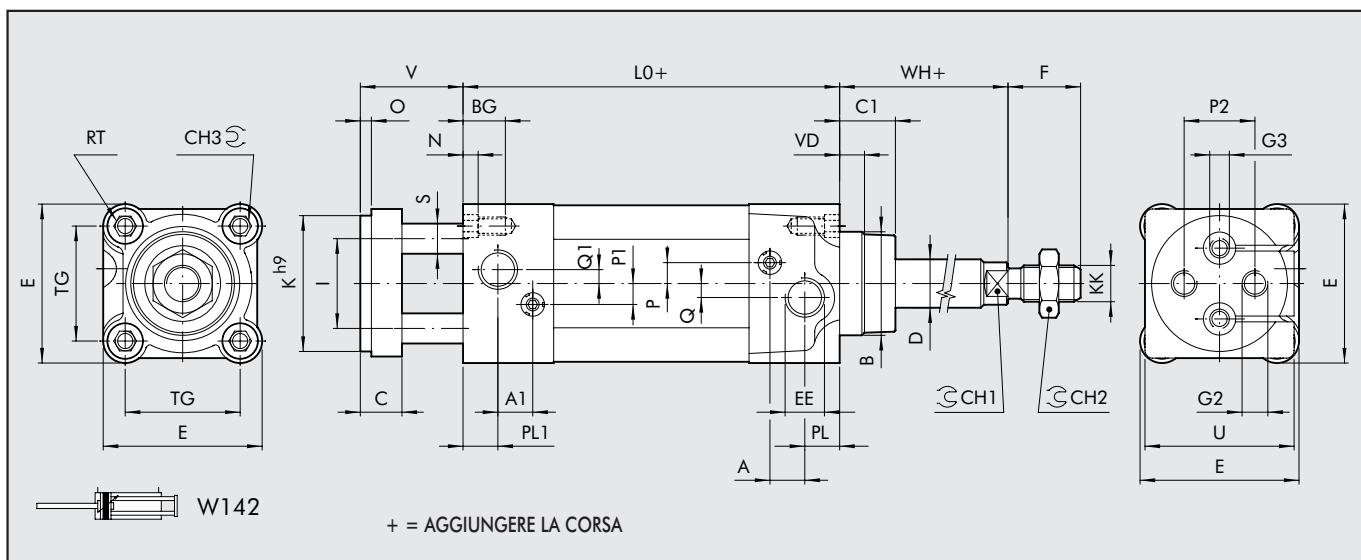 V
L0+
WH+
F
O
BG
C1
P2
RT
CH3
N
VD
G3
S
E
TG
K h9
I
Q1
P1
P
Q
B
D
KK
E
C
A1
EE
CH1
CH2
TG
PL1
PL
G2
E
A
U
E
W142
+ = AGGIUNGERE LA CORSA